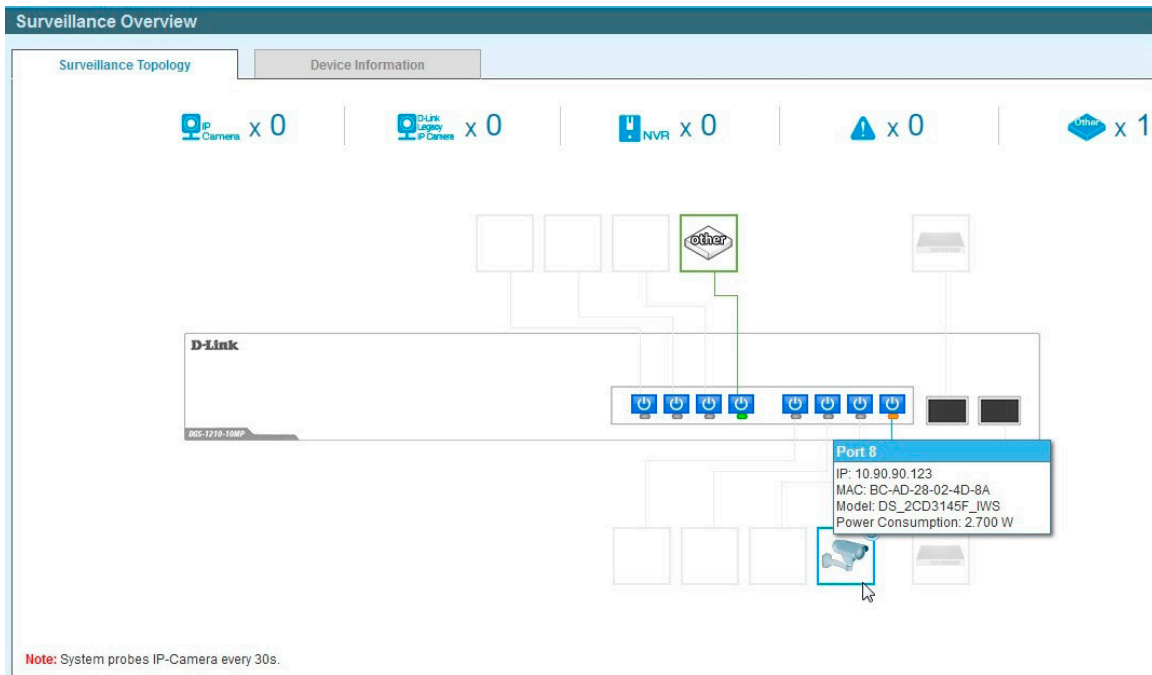 Surveillance Overview
Surveillance Topology
Device Information
IP Camera x 0
D-Link Legacy IP Camera x 0
NVR x 0
x 0
Other x 1
other
D-Link
DGS-1210-10MP
Port 8
IP: 10.90.90.123
MAC: BC-AD-28-02-4D-8A
Model: DS_2CD3145F_IWS
Power Consumption: 2.700 W
Note: System probes IP-Camera every 30s.